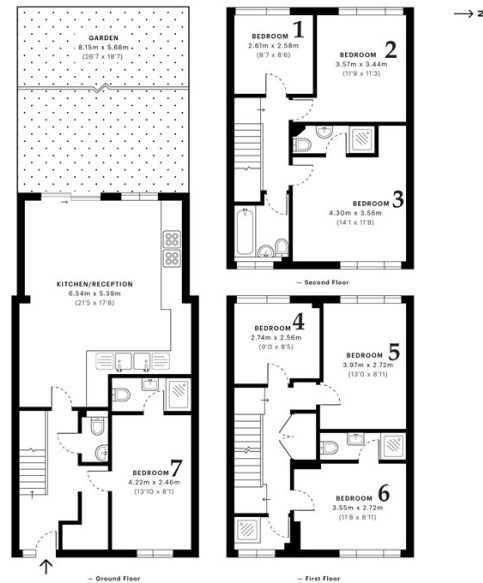 GARDEN
8.15m x 5.66m
(26'7 x 18'7)
KITCHEN/RECEPTION
6.54m x 5.39m
(21'5 x 17'8)
BEDROOM 7
4.22m x 2.46m
(13'10 x 8'1)
— Ground Floor
BEDROOM 1
2.61m x 2.58m
(8'7 x 8'6)
BEDROOM 2
3.57m x 3.44m
(11'9 x 11'3)
BEDROOM 3
4.30m x 3.56m
(14'1 x 11'8)
— Second Floor
BEDROOM 4
2.74m x 2.56m
(9'0 x 8'5)
BEDROOM 5
3.97m x 2.72m
(13'0 x 8'11)
BEDROOM 6
3.55m x 2.72m
(11'8 x 8'11)
— First Floor
N